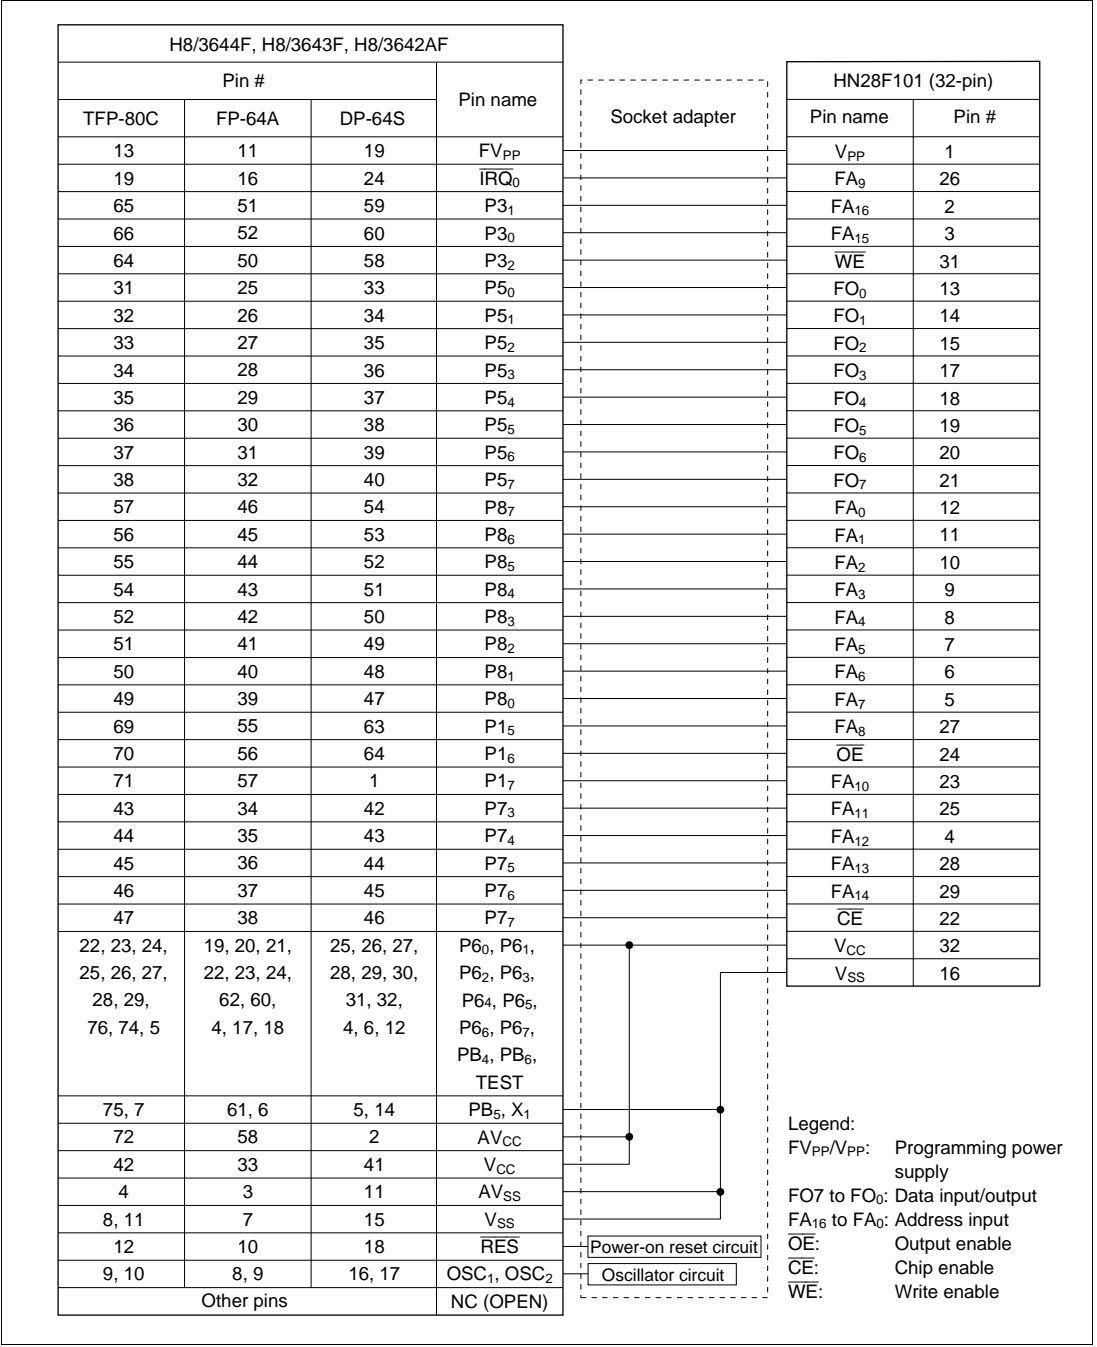 H8/3644F, H8/3643F, H8/3642AF
Pin # Pin name Socket adapter HN28F101 (32-pin)
TFP-80C FP-64A DP-64S Pin name Pin #
13 11 19 FVPP VPP 1
19 16 24 I̅R̅Q̅0 FA9 26
65 51 59 P31 FA16 2
66 52 60 P30 FA15 3
64 50 58 P32 W̅E̅ 31
31 25 33 P50 FO0 13
32 26 34 P51 FO1 14
33 27 35 P52 FO2 15
34 28 36 P53 FO3 17
35 29 37 P54 FO4 18
36 30 38 P55 FO5 19
37 31 39 P56 FO6 20
38 32 40 P57 FO7 21
57 46 54 P87 FA0 12
56 45 53 P86 FA1 11
55 44 52 P85 FA2 10
54 43 51 P84 FA3 9
52 42 50 P83 FA4 8
51 41 49 P82 FA5 7
50 40 48 P81 FA6 6
49 39 47 P80 FA7 5
69 55 63 P15 FA8 27
70 56 64 P16 O̅E̅ 24
71 57 1 P17 FA10 23
43 34 42 P73 FA11 25
44 35 43 P74 FA12 4
45 36 44 P75 FA13 28
46 37 45 P76 FA14 29
47 38 46 P77 C̅E̅ 22
22, 23, 24, 19, 20, 21, 25, 26, 27, P60, P61, VCC 32
25, 26, 27, 22, 23, 24, 28, 29, 30, P62, P63, VSS 16
28, 29, 62, 60, 31, 32, P64, P65,
76, 74, 5 4, 17, 18 4, 6, 12 P66, P67,
PB4, PB6,
TEST
75, 7 61, 6 5, 14 PB5, X1
72 58 2 AVCC
42 33 41 VCC
4 3 11 AVSS
8, 11 7 15 VSS
12 10 18 R̅E̅S̅ Power-on reset circuit
9, 10 8, 9 16, 17 OSC1, OSC2 Oscillator circuit
Other pins NC (OPEN)
Legend:
FVPP/VPP: Programming power
supply
FO7 to FO0: Data input/output
FA16 to FA0: Address input
O̅E̅: Output enable
C̅E̅: Chip enable
W̅E̅: Write enable